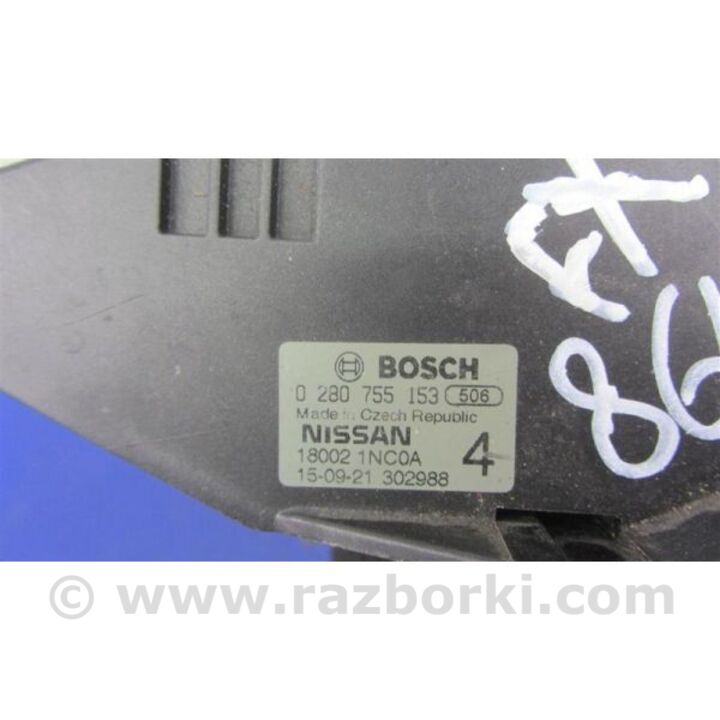 AX
86
BOSCH
0 280 755 153 506
Made in Czech Republic
NISSAN
18002 1NC0A 4
15-09-21 302988
© www.razborki.com